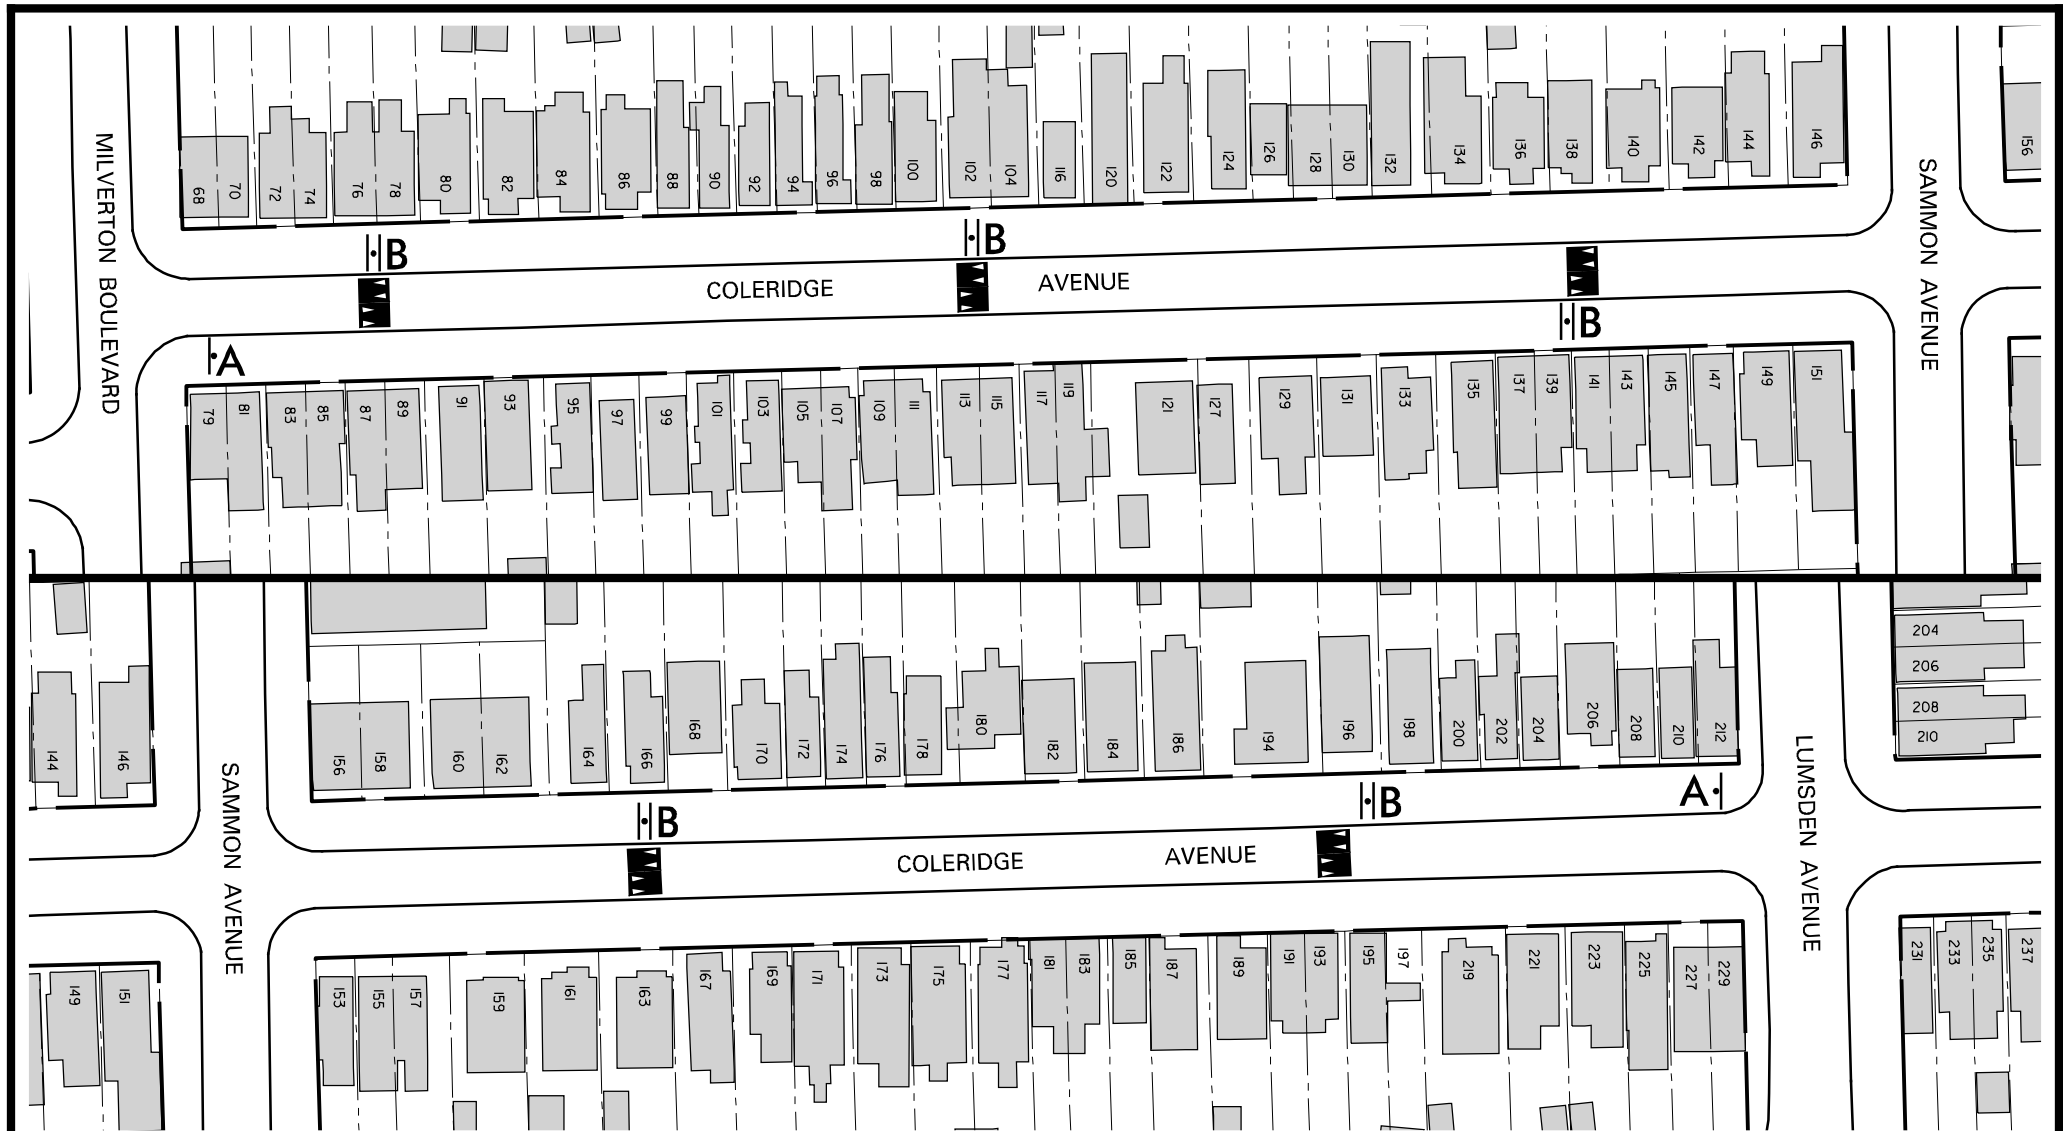 68 70 72 74 76 78 80 82 84 86 88 90 92 94 96 98 100 102 104 116 120 122 124 126 128 130 132 134 136 138 140 142 144 146 156
MILVERTON BOULEVARD
SAMMON AVENUE
B B
COLERIDGE AVENUE
B
A
79 81 83 85 87 89 91 93 95 97 99 101 103 105 107 109 111 113 115 117 119 121 127 129 131 133 135 137 139 141 143 145 147 149 151
204
206
208
210
144 146 156 158 160 162 164 166 168 170 172 174 176 178 180 182 184 186 194 196 198 200 202 204 206 208 210 212
SAMMON AVENUE
LUMSDEN AVENUE
B B A
COLERIDGE AVENUE
149 151 153 155 157 159 161 163 167 169 171 173 175 177 181 183 185 187 189 191 193 195 197 219 221 223 225 227 229 231 233 235 237